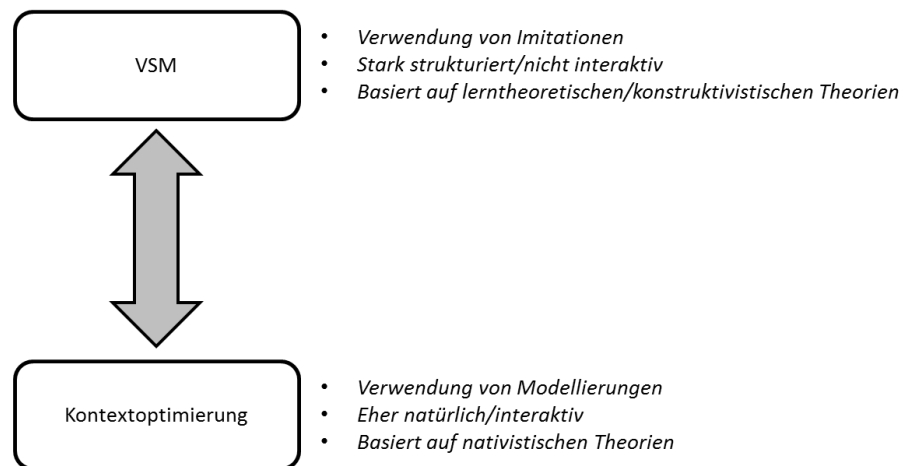 VSM
• Verwendung von Imitationen
• Stark strukturiert/nicht interaktiv
• Basiert auf lerntheoretischen/konstruktivistischen Theorien
Kontextoptimierung
• Verwendung von Modellierungen
• Eher natürlich/interaktiv
• Basiert auf nativistischen Theorien